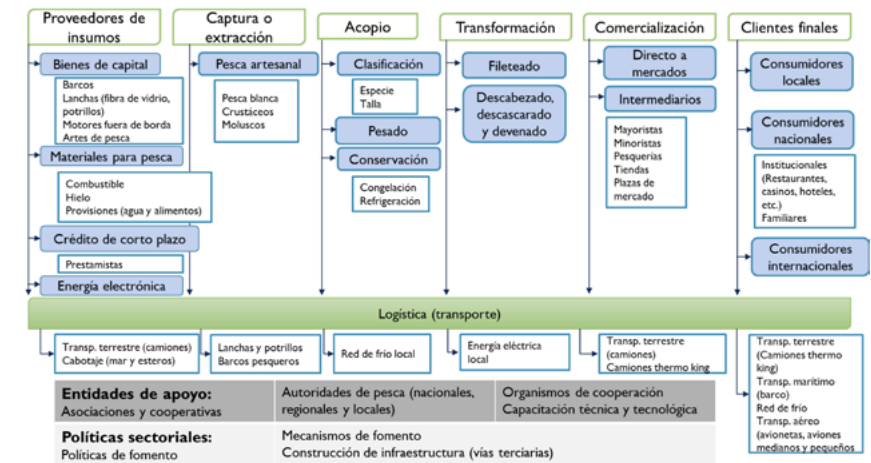 Proveedores de
insumos
Bienes de capital
Barcos
Lanchas (fibra de vidrio,
potrillos)
Motores fuera de borda
Artes de pesca
Materiales para pesca
Combustible
Hielo
Provisiones (agua y alimentos)
Crédito de corto plazo
Prestamistas
Energía electrónica
Captura o
extracción
Pesca artesanal
Pesca blanca
Crustáceos
Moluscos
Acopio
Clasificación
Especie
Talla
Pesado
Conservación
Congelación
Refrigeración
Transformación
Fileteado
Descabezado,
descascarado
y devenado
Comercialización
Directo a
mercados
Intermediarios
Mayoristas
Minoristas
Pesquerías
Tiendas
Plazas de
mercado
Clientes finales
Consumidores
locales
Consumidores
nacionales
Institucionales
(Restaurantes,
casinos, hoteles,
etc.)
Familiares
Consumidores
internacionales
Logística (transporte)
Transp. terrestre (camiones)
Cabotaje (mar y esteros)
Lanchas y potrillos
Barcos pesqueros
Red de frío local
Energía eléctrica
local
Transp. terrestre
(camiones)
Camiones thermo king
Transp. terrestre
(Camiones thermo
king)
Transp. marítimo
(barco)
Red de frío
Transp. aéreo
(avionetas, aviones
medianos y pequeños
Entidades de apoyo:
Asociaciones y cooperativas
Autoridades de pesca (nacionales,
regionales y locales)
Organismos de cooperación
Capacitación técnica y tecnológica
Políticas sectoriales:
Políticas de fomento
Mecanismos de fomento
Construcción de infraestructura (vías terciarias)